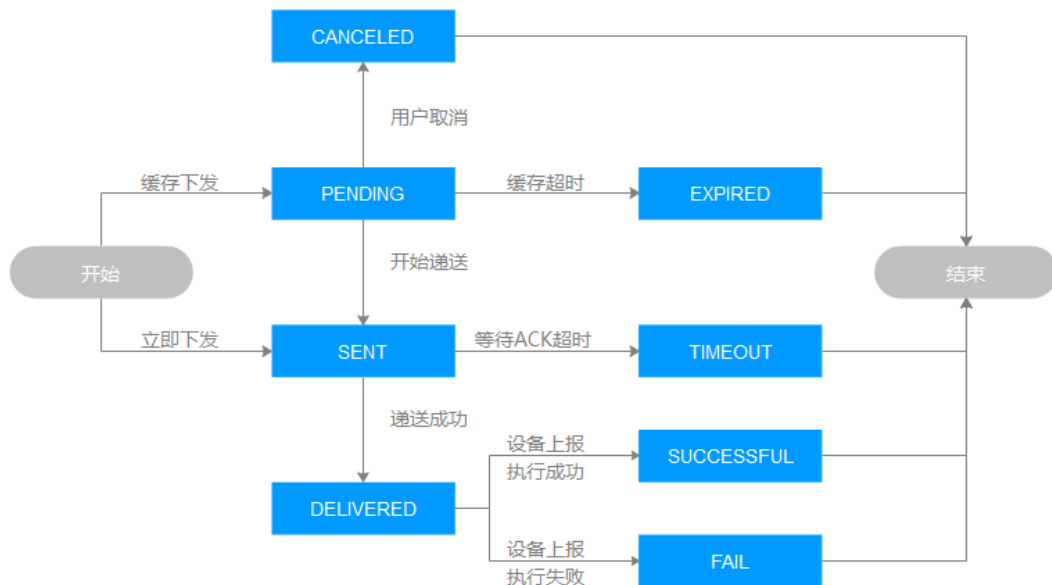 CANCELED
用户取消
缓存下发
PENDING
缓存超时
EXPIRED
开始
开始递送
结束
立即下发
SENT
等待ACK超时
TIMEOUT
递送成功
设备上报
执行成功
SUCCESSFUL
DELIVERED
设备上报
执行失败
FAIL